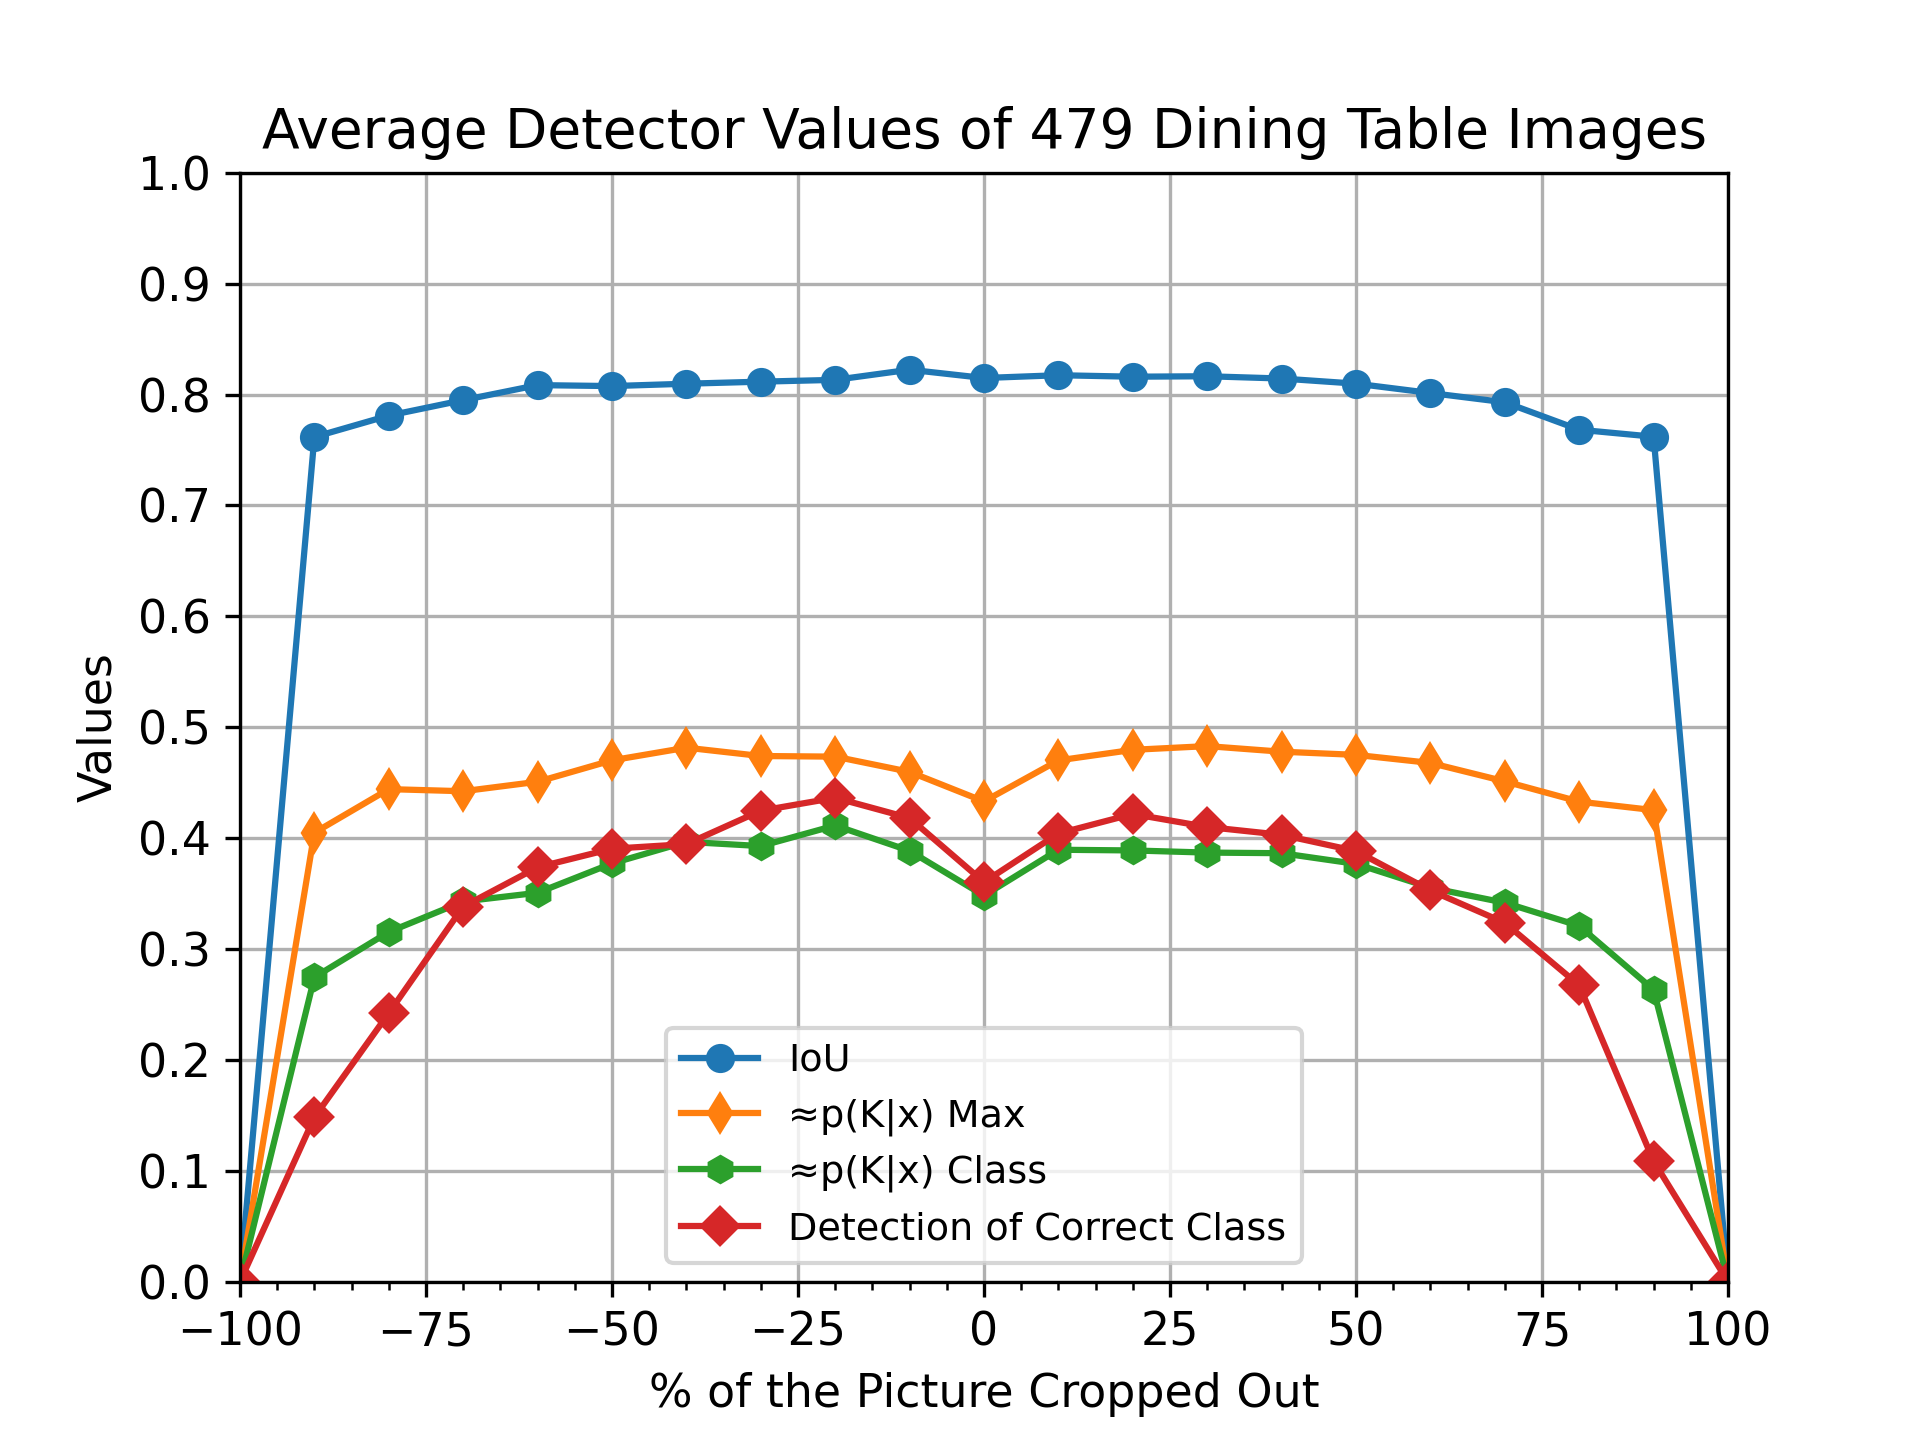 Average Detector Values of 479 Dining Table Images
1.0
0.9
0.8
0.7
0.6
0.5
0.4
0.3
0.2
0.1
0.0
Values
IoU
≈p(K|x) Max
≈p(K|x) Class
Detection of Correct Class
−100 −75 −50 −25 0 25 50 75 100
% of the Picture Cropped Out